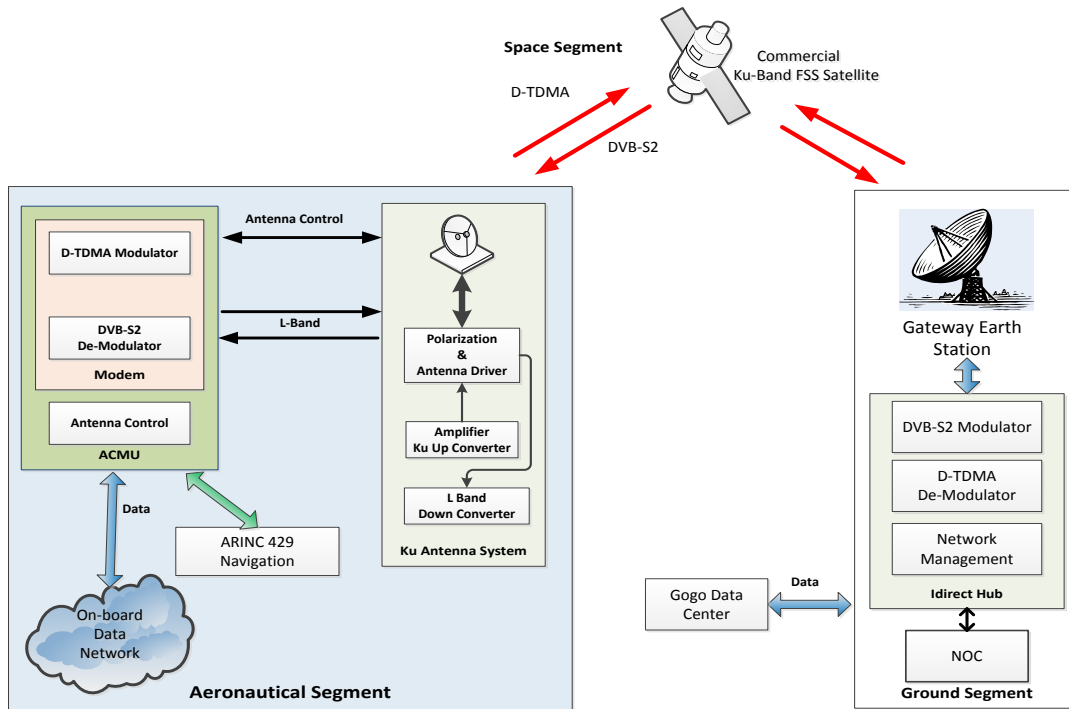 Space Segment
Commercial
Ku-Band FSS Satellite
D-TDMA
DVB-S2
Antenna Control
D-TDMA Modulator
L-Band
DVB-S2
De-Modulator
Modem
Antenna Control
ACMU
Polarization
&
Antenna Driver
Amplifier
Ku Up Converter
L Band
Down Converter
Ku Antenna System
Data
ARINC 429
Navigation
On-board
Data
Network
Aeronautical Segment
Gateway Earth
Station
DVB-S2 Modulator
D-TDMA
De-Modulator
Network
Management
Idirect Hub
Gogo Data
Center
Data
NOC
Ground Segment